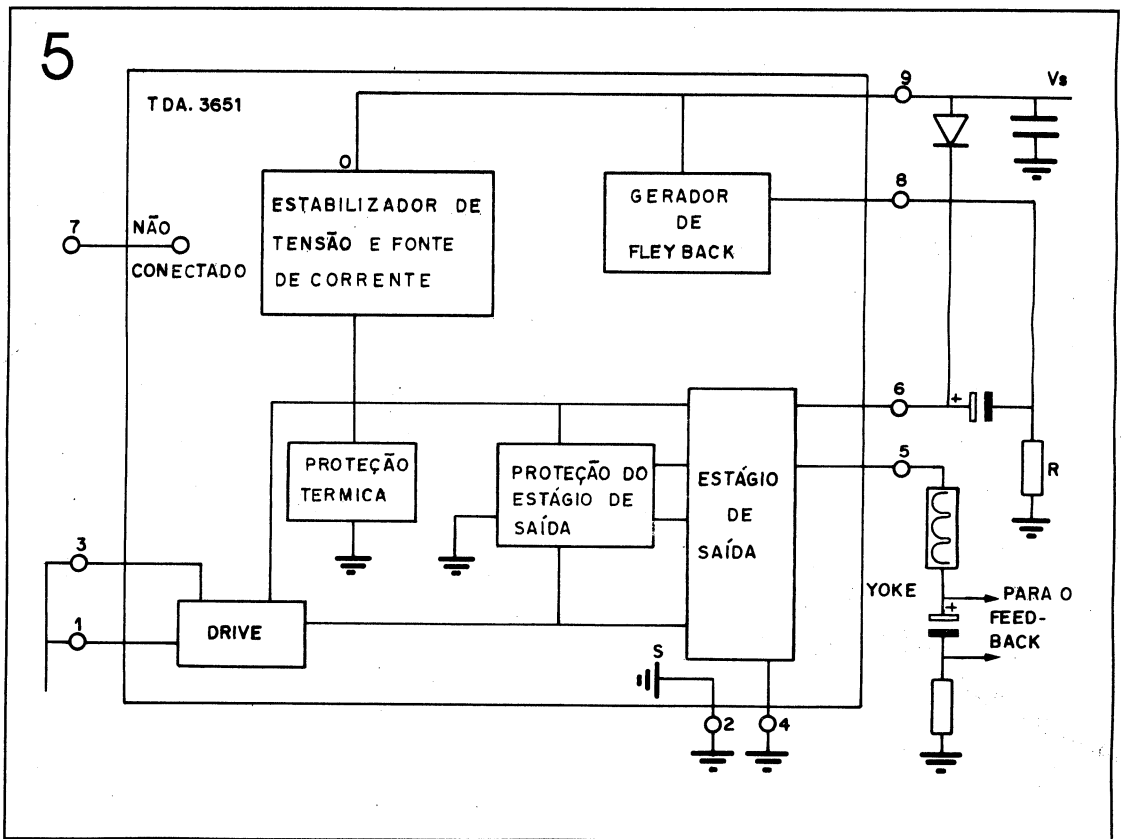 5
TDA. 3651
9
Vs
O
ESTABILIZADOR DE
TENSÃO E FONTE
DE CORRENTE
GERADOR
DE
FLEYBACK
8
7
NÃO
CONECTADO
6
+
5
R
PROTEÇÃO
TERMICA
PROTEÇÃO DO
ESTÁGIO DE
SAÍDA
ESTÁGIO
DE
SAÍDA
3
1
DRIVE
YOKE
+
PARA O
FEED-
BACK
S
2
4